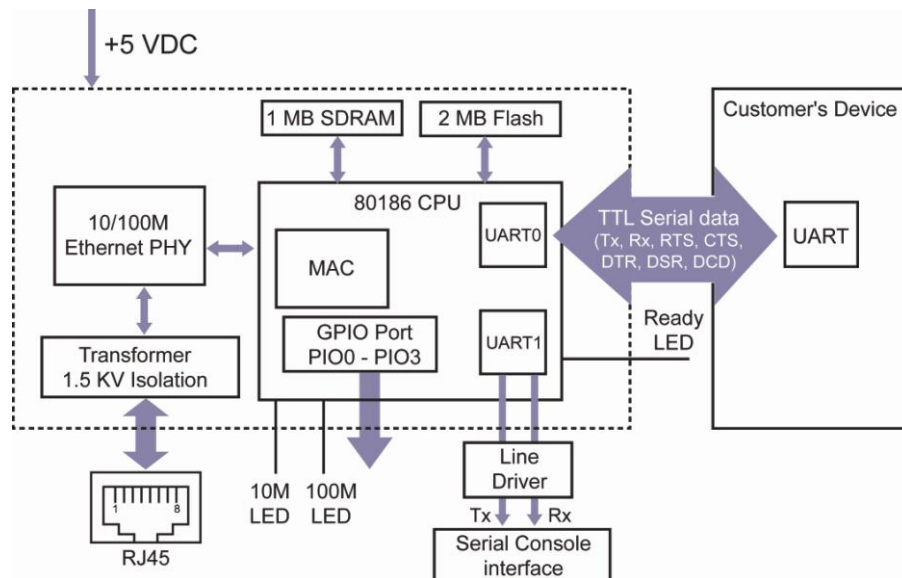 +5 VDC
1 MB SDRAM
2 MB Flash
Customer's Device
80186 CPU
10/100M
Ethernet PHY
MAC
UART0
TTL Serial data
(Tx, Rx, RTS, CTS,
DTR, DSR, DCD)
UART
GPIO Port
PIO0 - PIO3
UART1
Ready
LED
Transformer
1.5 KV Isolation
Line
Driver
1
8
RJ45
10M
LED
100M
LED
Tx
Rx
Serial Console
interface